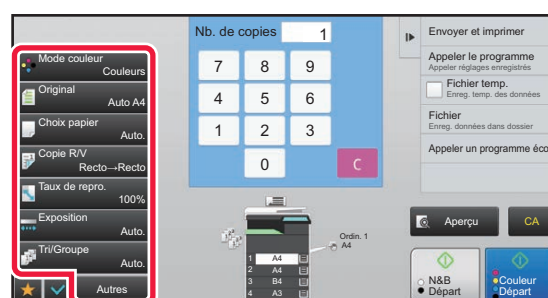 Mode couleur
Couleurs
Original
Auto A4
Choix papier
Auto.
Copie R/V
Recto→Recto
Taux de repro.
100%
Exposition
Auto.
Tri/Groupe
Auto.
Autres
Nb. de copies 1
7 8 9
4 5 6
1 2 3
0 C
Ordin. 1
A4
1 A4
2 A4
3 B4
4 A3
Envoyer et imprimer
Appeler le programme
Appeler réglages enregistrés
Fichier temp.
Enreg. temp. des données
Fichier
Enreg. données dans dossier
Appeler un programme éco
Aperçu
CA
N&B
Départ
Couleur
Départ